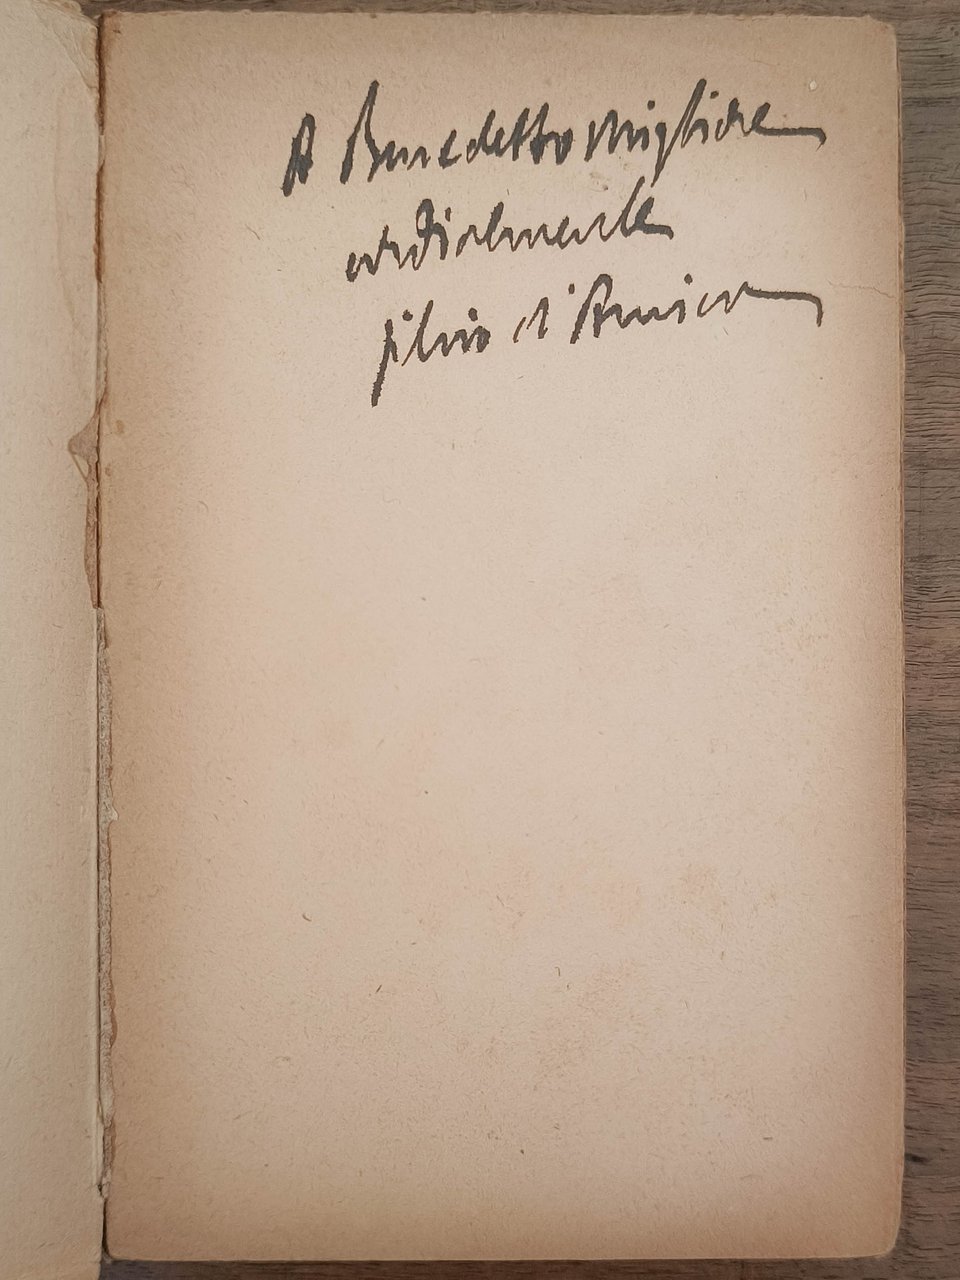 A Benedetto Migliore
cordialmente
Silvio d'Amico